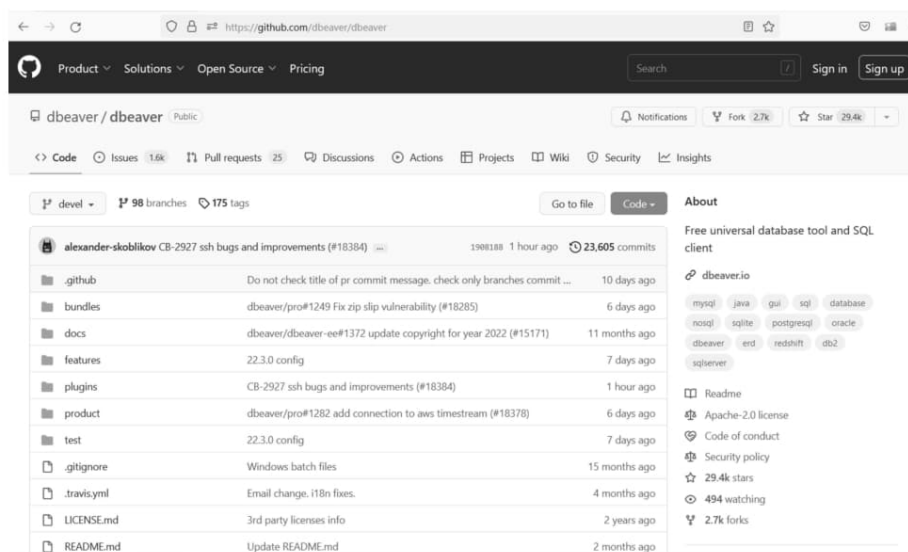 https://github.com/dbeaver/dbeaver
Product Solutions Open Source Pricing Search / Sign in Sign up
dbeaver / dbeaver Public Notifications Fork 2.7k Star 29.4k
<> Code Issues 1.6k Pull requests 25 Discussions Actions Projects Wiki Security Insights
devel 98 branches 175 tags Go to file Code
alexander-skoblikov CB-2927 ssh bugs and improvements (#18384) ... 1908188 1 hour ago 23,605 commits
.github Do not check title of pr commit message. check only branches commit ... 10 days ago
bundles dbeaver/pro#1249 Fix zip slip vulnerability (#18285) 6 days ago
docs dbeaver/dbeaver-ee#1372 update copyright for year 2022 (#15171) 11 months ago
features 22.3.0 config 7 days ago
plugins CB-2927 ssh bugs and improvements (#18384) 1 hour ago
product dbeaver/pro#1282 add connection to aws timestream (#18378) 6 days ago
test 22.3.0 config 7 days ago
.gitignore Windows batch files 15 months ago
.travis.yml Email change. i18n fixes. 4 months ago
LICENSE.md 3rd party licenses info 2 years ago
README.md Update README.md 2 months ago
About
Free universal database tool and SQL
client
dbeaver.io
mysql java gui sql database
nosql sqlite postgresql oracle
dbeaver erd redshift db2
sqlserver
Readme
Apache-2.0 license
Code of conduct
Security policy
29.4k stars
494 watching
2.7k forks